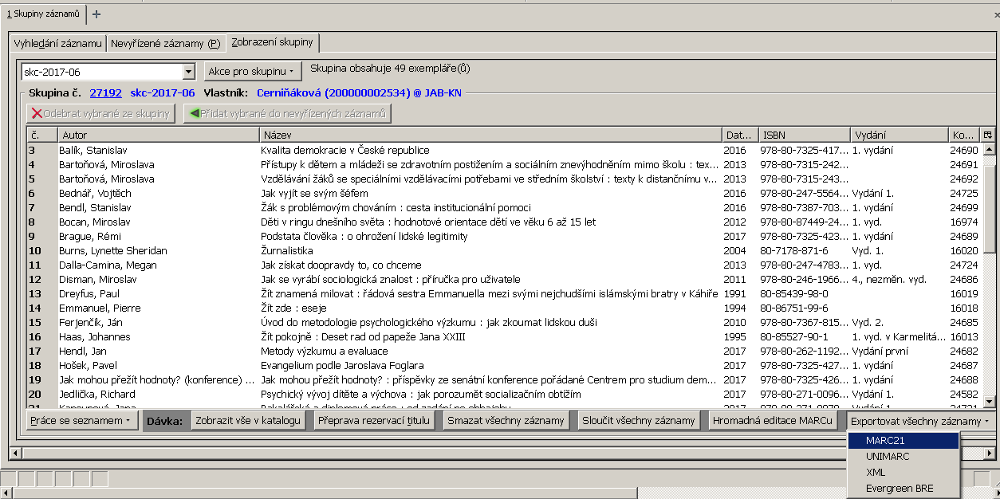 1 Skupiny záznamů
Vyhledání záznamu Nevyřízené záznamy (P) Zobrazení skupiny
skc-2017-06 Akce pro skupinu Skupina obsahuje 49 exempláře(ů)
Skupina č. 27192 skc-2017-06 Vlastník: Cerniňáková (200000002534) @ JAB-KN
Odebrat vybrané ze skupiny Přidat vybrané do nevyřízených záznamů
č. Autor Název Dat... ISBN Vydání Ko...
3 Balík, Stanislav Kvalita demokracie v České republice 2016 978-80-7325-417... 1. vydání 24690
4 Bartoňová, Miroslava Přístupy k dětem a mládeži se zdravotním postižením a sociálním znevýhodněním mimo školu : tex... 2013 978-80-7315-242... 24691
5 Bartoňová, Miroslava Vzdělávání žáků se speciálními vzdělávacími potřebami ve středním školství : texty k distančnímu v... 2013 978-80-7315-243... 24692
6 Bednář, Vojtěch Jak vyjít se svým šéfem 2016 978-80-247-5564... Vydání 1. 24725
7 Bendl, Stanislav Žák s problémovým chováním : cesta institucionální pomoci 2016 978-80-7387-703... 1. vydání 24699
8 Bocan, Miroslav Děti v ringu dnešního světa : hodnotové orientace dětí ve věku 6 až 15 let 2012 978-80-87449-24... 1. vyd. 16974
9 Brague, Rémi Podstata člověka : o ohrožení lidské legitimity 2017 978-80-7325-423... 1. vydání 24689
10 Burns, Lynette Sheridan Žurnalistika 2004 80-7178-871-6 Vyd. 1. 16020
11 Dalla-Camina, Megan Jak získat doopravdy to, co chceme 2013 978-80-247-4783... 1. vyd. 24724
12 Disman, Miroslav Jak se vyrábí sociologická znalost : příručka pro uživatele 2011 978-80-246-1966... 4., nezměn. vyd. 24686
13 Dreyfus, Paul Žít znamená milovat : řádová sestra Emmanuella mezi svými nejchudšími islámskými bratry v Káhiře 1991 80-85439-98-0 16019
14 Emmanuel, Pierre Žít zde : eseje 1994 80-86751-99-6 16018
15 Ferjenčík, Ján Úvod do metodologie psychologického výzkumu : jak zkoumat lidskou duši 2010 978-80-7367-815... Vyd. 2. 24685
16 Haas, Johannes Žít pokojně : Deset rad od papeže Jana XXIII 1995 80-85527-90-1 1. vyd. v Karmelitá... 16013
17 Hendl, Jan Metody výzkumu a evaluace 2017 978-80-262-1192... Vydání první 24682
18 Hošek, Pavel Evangelium podle Jaroslava Foglara 2017 978-80-7325-427... 1. vydání 24687
19 Jak mohou přežít hodnoty? (konference) ... Jak mohou přežít hodnoty? : příspěvky ze senátní konference pořádané Centrem pro studium dem... 2017 978-80-7325-426... 1. vydání 24688
20 Jedlička, Richard Psychický vývoj dítěte a výchova : jak porozumět socializačním obtížím 2017 978-80-271-0096... Vydání 1. 24582
Práce se seznamem Dávka: Zobrazit vše v katalogu Přeprava rezervací titulu Smazat všechny záznamy Sloučit všechny záznamy Hromadná editace MARCu Exportovat všechny záznamy
MARC21
UNIMARC
XML
Evergreen BRE